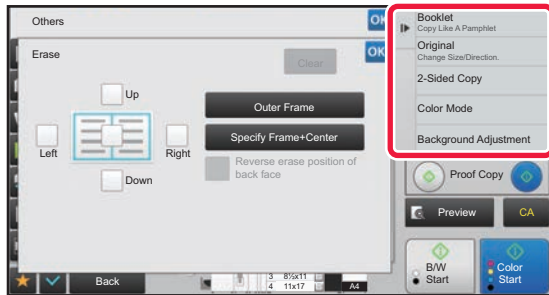 Others
OK
Erase
OK
Clear
Up
Left
Right
Down
Outer Frame
Specify Frame+Center
Reverse erase position of
back face
Back
3 8½x11
4 11x17
A4
Booklet
Copy Like A Pamphlet
Original
Change Size/Direction.
2-Sided Copy
Color Mode
Background Adjustment
Proof Copy
Preview
CA
B/W
Start
Color
Start